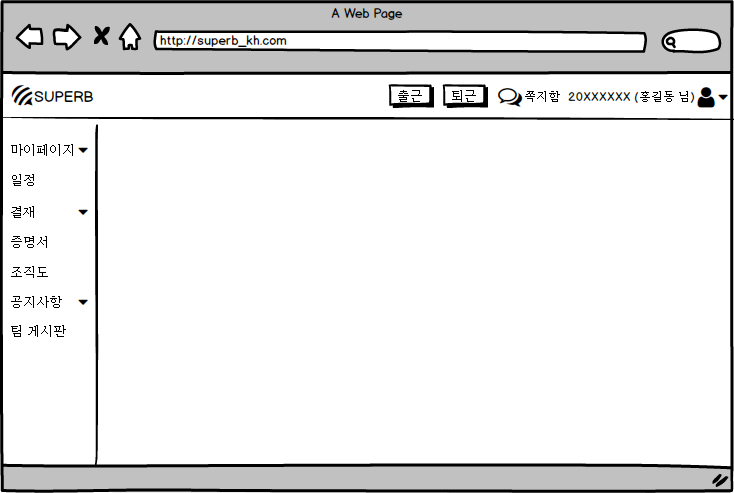 A Web Page
http://superb_kh.com
SUPERB
출근
퇴근
쪽지함
20XXXXXX (홍길동 님)
마이페이지
일정
결재
증명서
조직도
공지사항
팀 게시판